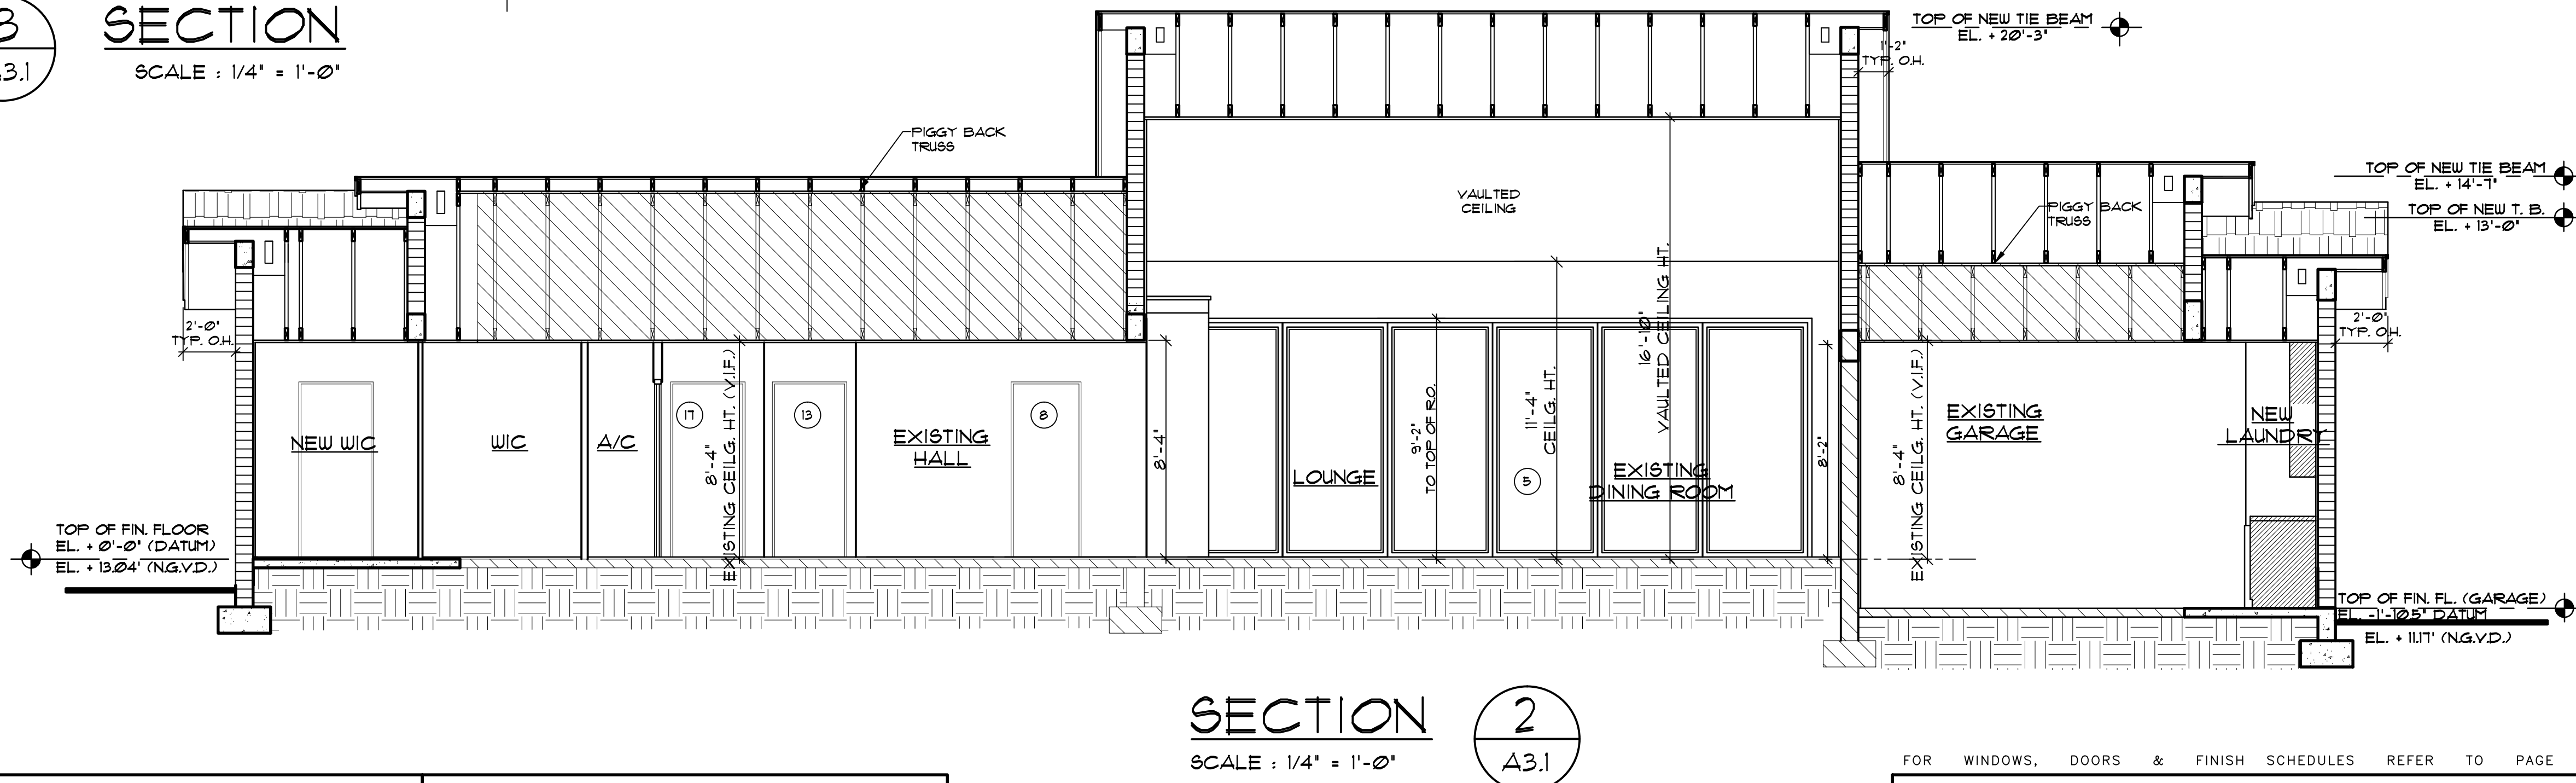 3
A3.1
SECTION
SCALE : 1/4" = 1'-0"
TOP OF NEW TIE BEAM
EL. + 20'-3"
1'-2"
TYP. O.H.
PIGGY BACK
TRUSS
VAULTED
CEILING
TOP OF NEW TIE BEAM
EL. + 14'-7"
TOP OF NEW T. B.
EL. + 13'-0"
PIGGY BACK
TRUSS
2'-0"
TYP. O.H.
2'-0"
TYP. O.H.
NEW WIC
WIC
A/C
17
8'-4"
EXISTING CEILG. HT. (V.I.F.)
13
EXISTING
HALL
8
8'-4"
LOUNGE
9'-2"
TO TOP OF R.O.
5
11'-4"
CEILG. HT.
16'-10"
VAULTED CEILING HT.
EXISTING
DINING ROOM
8'-2"
8'-4"
EXISTING CEILG. HT. (V.I.F.)
EXISTING
GARAGE
NEW
LAUNDRY
TOP OF FIN. FLOOR
EL. + 0'-0" (DATUM)
EL. + 13.04' (N.G.V.D.)
TOP OF FIN. FL. (GARAGE)
EL. -1'-10.5" DATUM
EL. + 11.17' (N.G.V.D.)
SECTION
SCALE : 1/4" = 1'-0"
2
A3.1
FOR WINDOWS, DOORS & FINISH SCHEDULES REFER TO PAGE